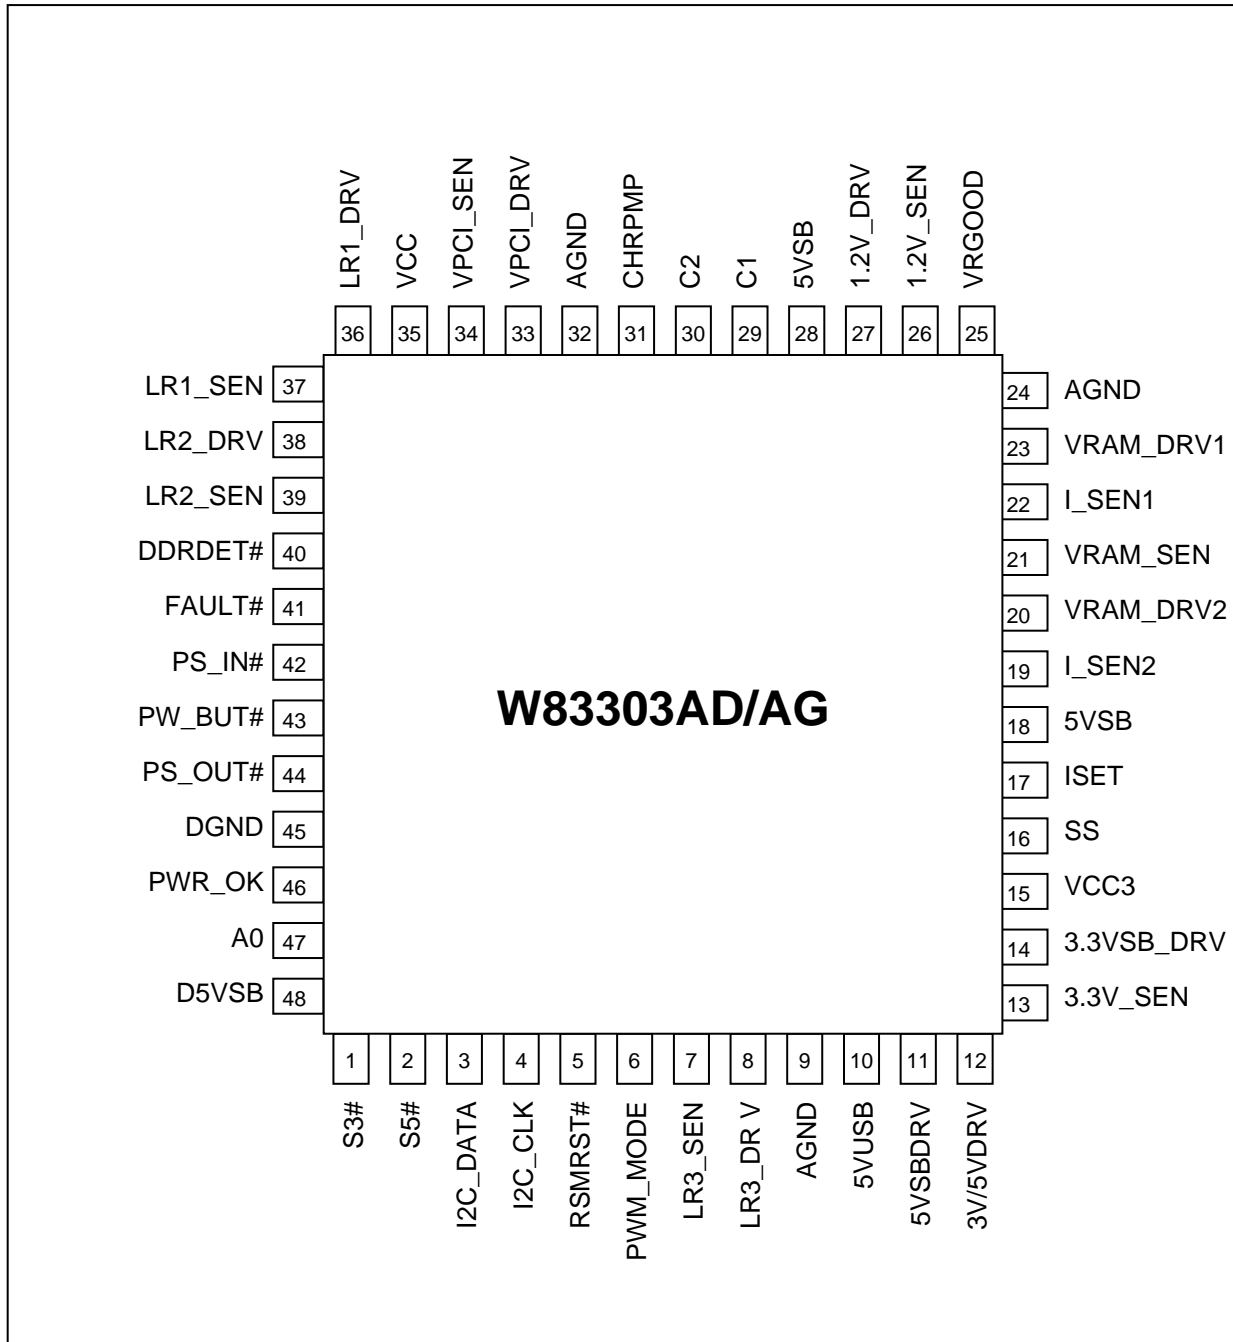 LR1_DRV
VCC
VPCI_SEN
VPCI_DRV
AGND
CHRPMP
C2
C1
5VSB
1.2V_DRV
1.2V_SEN
VRGOOD
36 35 34 33 32 31 30 29 28 27 26 25
LR1_SEN 37
LR2_DRV 38
LR2_SEN 39
DDRDET# 40
FAULT# 41
PS_IN# 42
PW_BUT# 43
PS_OUT# 44
DGND 45
PWR_OK 46
A0 47
D5VSB 48
W83303AD/AG
24 AGND
23 VRAM_DRV1
22 I_SEN1
21 VRAM_SEN
20 VRAM_DRV2
19 I_SEN2
18 5VSB
17 ISET
16 SS
15 VCC3
14 3.3VSB_DRV
13 3.3V_SEN
1 2 3 4 5 6 7 8 9 10 11 12
S3#
S5#
I2C_DATA
I2C_CLK
RSMRST#
PWM_MODE
LR3_SEN
LR3_DR V
AGND
5VUSB
5VSBDRV
3V/5VDRV